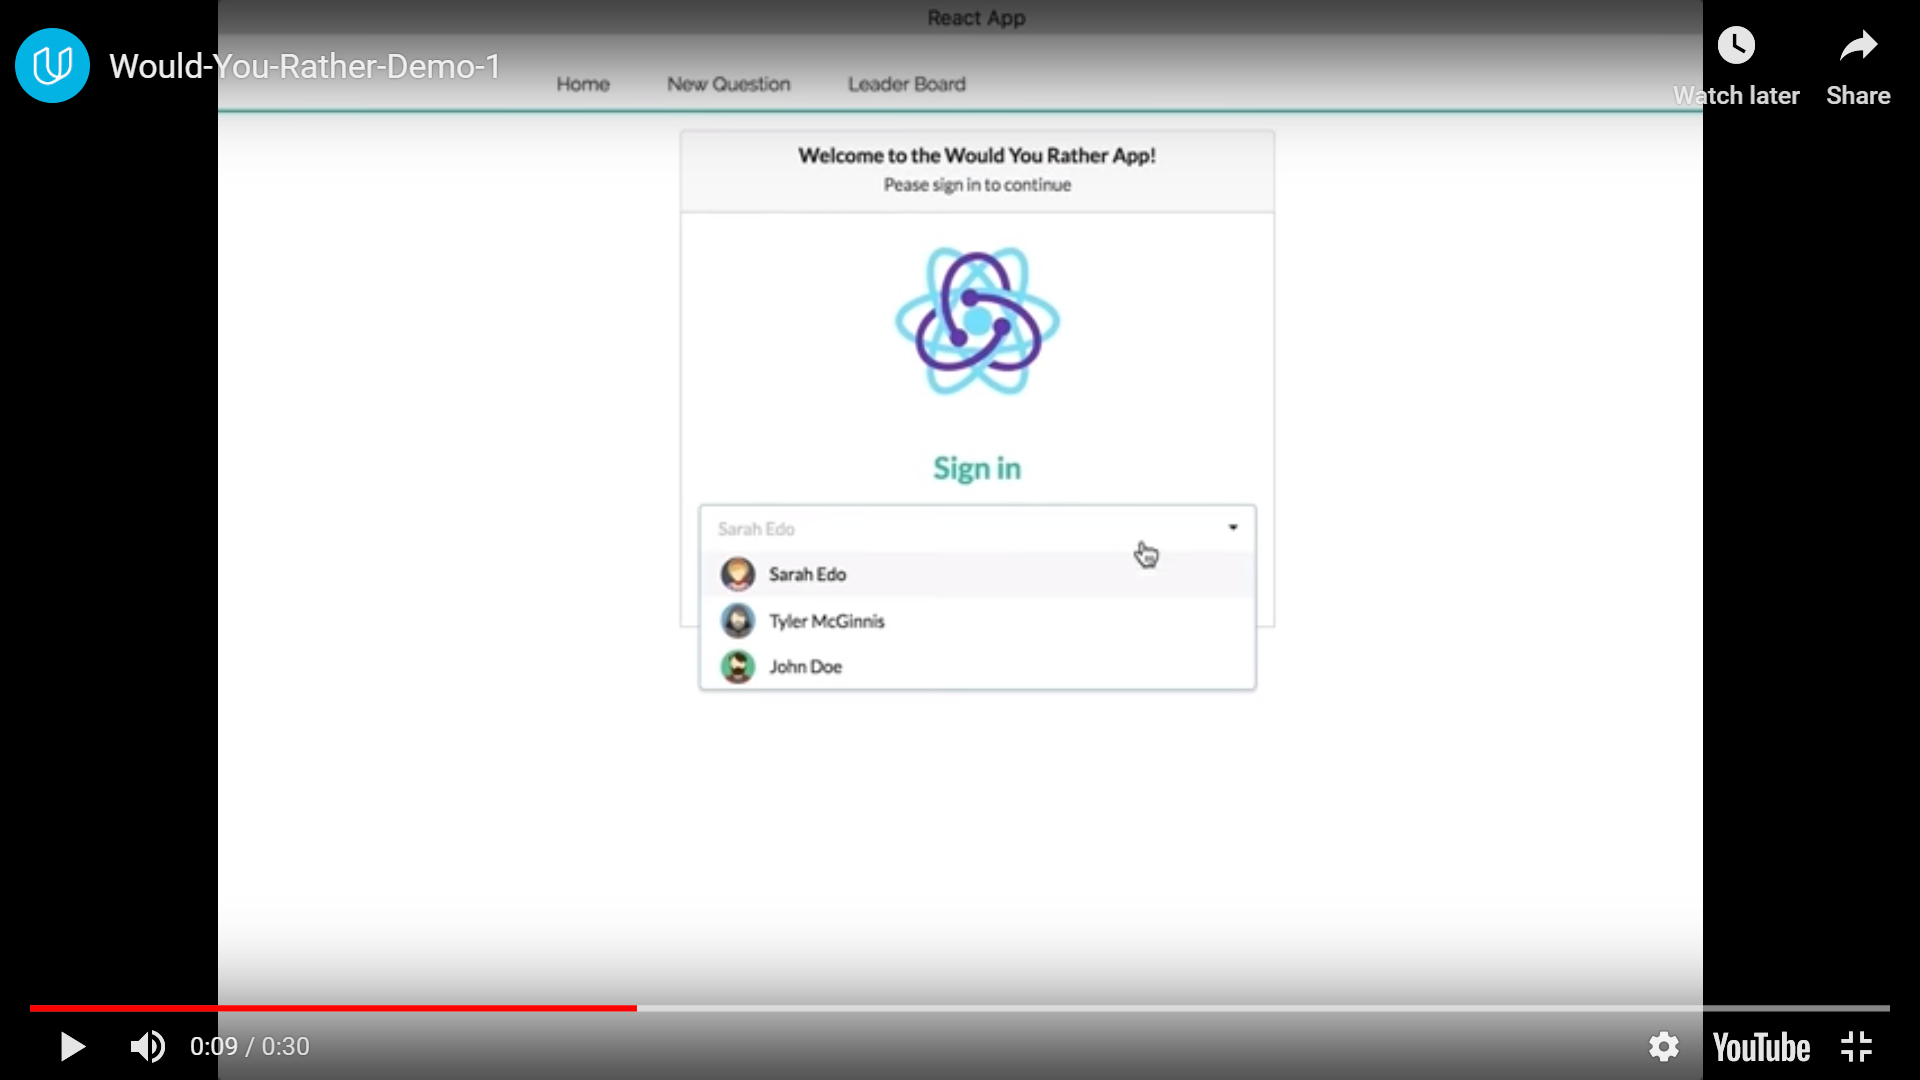 React App
Would-You-Rather-Demo-1
Watch later
Share
Home
New Question
Leader Board
Welcome to the Would You Rather App!
Pease sign in to continue
Sign in
Sarah Edo
Sarah Edo
Tyler McGinnis
John Doe
0:09 / 0:30
YouTube